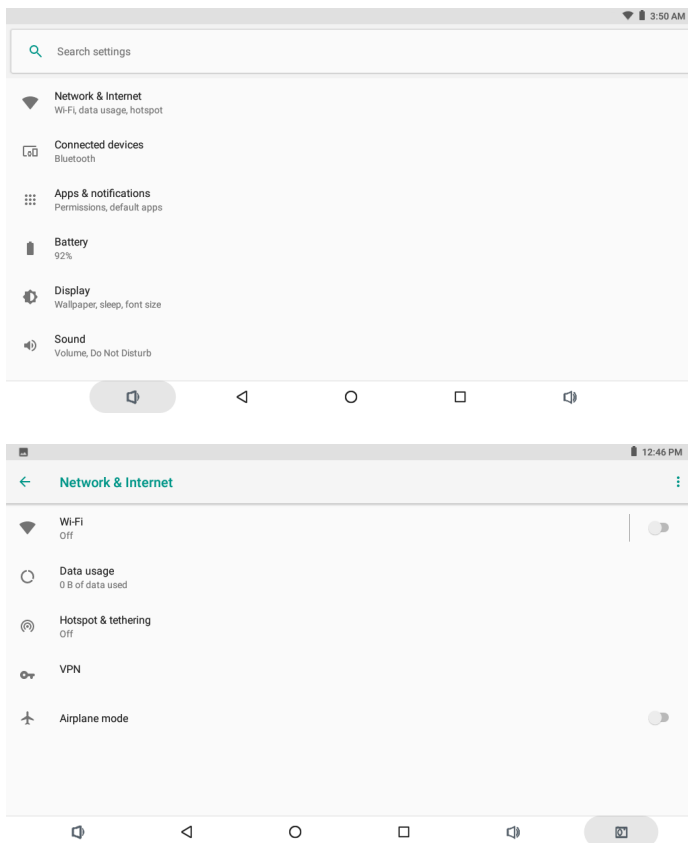 3:50 AM
Search settings
Network & Internet
Wi-Fi, data usage, hotspot
Connected devices
Bluetooth
Apps & notifications
Permissions, default apps
Battery
92%
Display
Wallpaper, sleep, font size
Sound
Volume, Do Not Disturb
12:46 PM
Network & Internet
Wi-Fi
Off
Data usage
0 B of data used
Hotspot & tethering
Off
VPN
Airplane mode